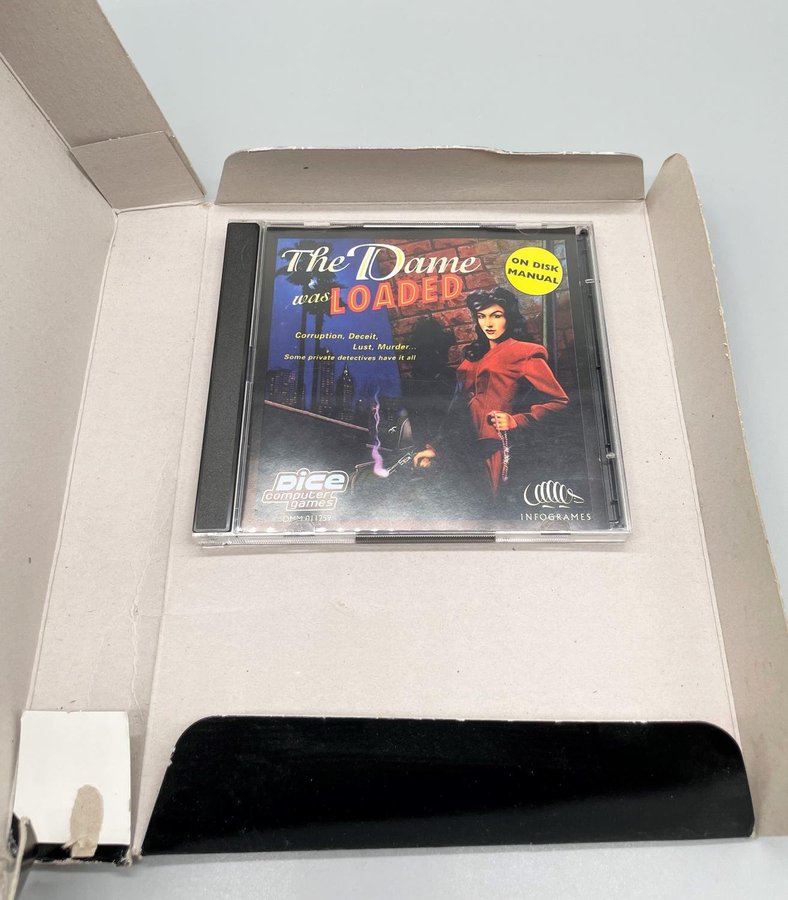 The Dame
was LOADED
ON DISK
MANUAL
Corruption, Deceit,
Lust, Murder...
Some private detectives have it all
Dice
computer
games
INFOGRAMES